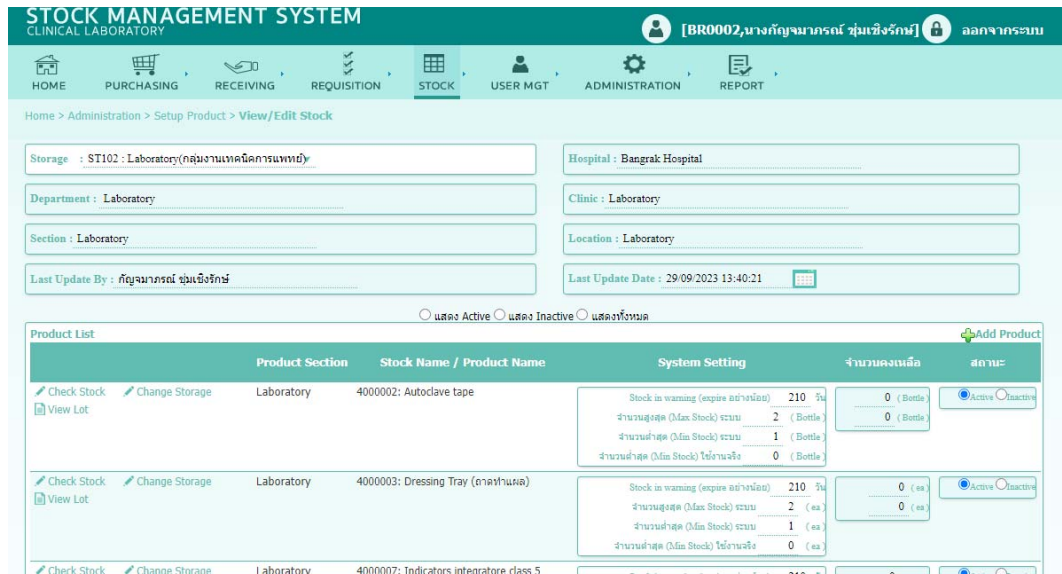 STOCK MANAGEMENT SYSTEM
CLINICAL LABORATORY
[BR0002,นางกัญจมาภรณ์ ชุ่มเชิงรักษ์] ออกจากระบบ
HOME PURCHASING RECEIVING REQUISITION STOCK USER MGT ADMINISTRATION REPORT
Home > Administration > Setup Product > View/Edit Stock
Storage : ST102 : Laboratory(กลุ่มงานเทคนิคการแพทย์) Hospital : Bangrak Hospital
Department : Laboratory Clinic : Laboratory
Section : Laboratory Location : Laboratory
Last Update By : กัญจมาภรณ์ ชุ่มเชิงรักษ์ Last Update Date : 29/09/2023 13:40:21
แสดง Active แสดง Inactive แสดงทั้งหมด
Product List Add Product
Product Section Stock Name / Product Name System Setting จำนวนคงเหลือ สถานะ
Check Stock Change Storage Laboratory 4000002: Autoclave tape Stock in warning (expire อย่างน้อย) 210 วัน 0 (Bottle) Active Inactive
View Lot จำนวนสูงสุด (Max Stock) ระบบ 2 (Bottle) 0 (Bottle)
จำนวนต่ำสุด (Min Stock) ระบบ 1 (Bottle)
จำนวนต่ำสุด (Min Stock) ใช้งานจริง 0 (Bottle)
Check Stock Change Storage Laboratory 4000003: Dressing Tray (ถาดทำแผล) Stock in warning (expire อย่างน้อย) 210 วัน 0 (ea) Active Inactive
View Lot จำนวนสูงสุด (Max Stock) ระบบ 2 (ea) 0 (ea)
จำนวนต่ำสุด (Min Stock) ระบบ 1 (ea)
จำนวนต่ำสุด (Min Stock) ใช้งานจริง 0 (ea)
Check Stock Change Storage Laboratory 4000007: Indicators integratore class 5